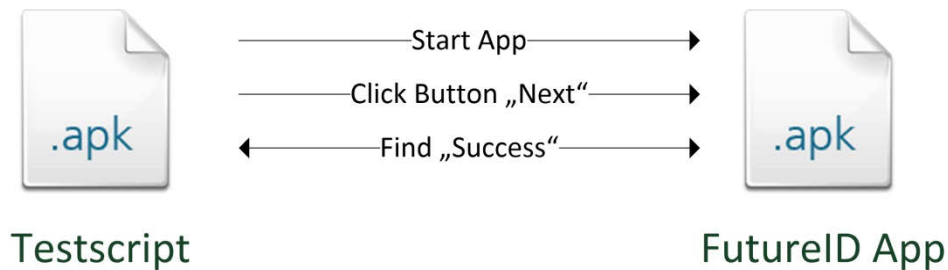 Start App
Click Button „Next“
.apk
.apk
Find „Success“
Testscript
FutureID App